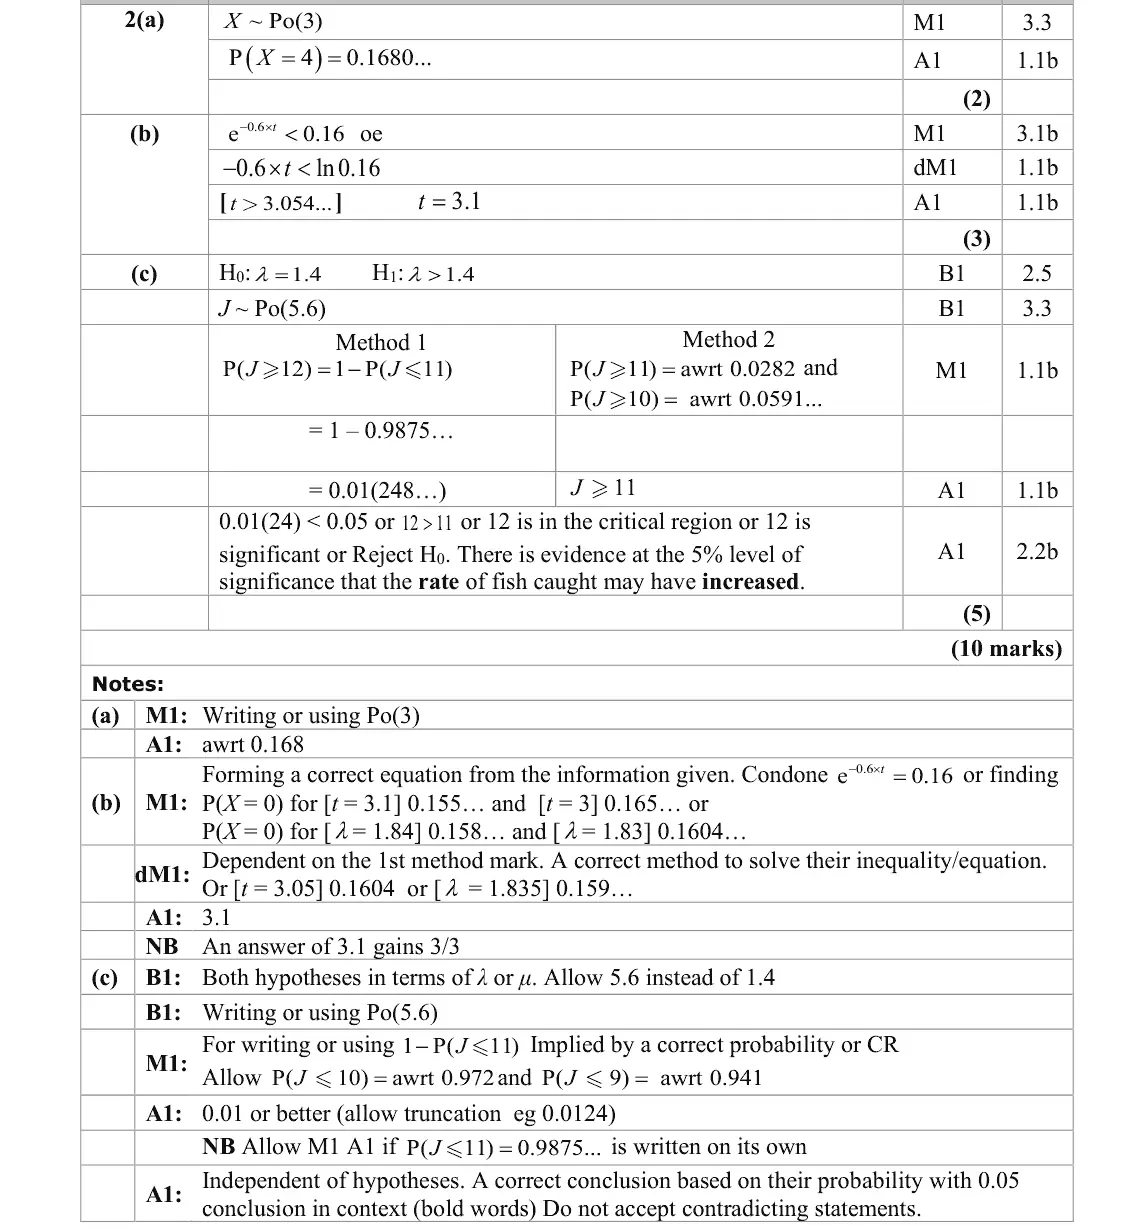 2(a) X ~ Po(3) M1 3.3
P(X = 4) = 0.1680... A1 1.1b
(2)
(b) e^{−0.6×t} < 0.16 oe M1 3.1b
−0.6×t < ln 0.16 dM1 1.1b
[t > 3.054...] t = 3.1 A1 1.1b
(3)
(c) H₀: λ = 1.4 H₁: λ > 1.4 B1 2.5
J ~ Po(5.6) B1 3.3
Method 1 Method 2
P(J ⩾ 12) = 1 − P(J ⩽ 11) P(J ⩾ 11) = awrt 0.0282 and M1 1.1b
P(J ⩾ 10) = awrt 0.0591...
= 1 – 0.9875…
= 0.01(248…) J ⩾ 11 A1 1.1b
0.01(24) < 0.05 or 12 > 11 or 12 is in the critical region or 12 is
significant or Reject H₀. There is evidence at the 5% level of A1 2.2b
significance that the rate of fish caught may have increased.
(5)
(10 marks)
Notes:
(a) M1: Writing or using Po(3)
A1: awrt 0.168
Forming a correct equation from the information given. Condone e^{−0.6×t} = 0.16 or finding
(b) M1: P(X = 0) for [t = 3.1] 0.155… and [t = 3] 0.165… or
P(X = 0) for [λ = 1.84] 0.158… and [λ = 1.83] 0.1604…
dM1: Dependent on the 1st method mark. A correct method to solve their inequality/equation.
Or [t = 3.05] 0.1604 or [λ = 1.835] 0.159…
A1: 3.1
NB An answer of 3.1 gains 3/3
(c) B1: Both hypotheses in terms of λ or μ. Allow 5.6 instead of 1.4
B1: Writing or using Po(5.6)
M1: For writing or using 1 − P(J ⩽ 11) Implied by a correct probability or CR
Allow P(J ⩽ 10) = awrt 0.972 and P(J ⩽ 9) = awrt 0.941
A1: 0.01 or better (allow truncation eg 0.0124)
NB Allow M1 A1 if P(J ⩽ 11) = 0.9875... is written on its own
A1: Independent of hypotheses. A correct conclusion based on their probability with 0.05
conclusion in context (bold words) Do not accept contradicting statements.